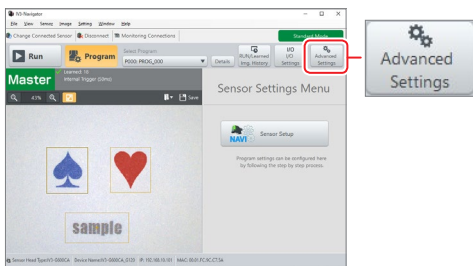 IV3-Navigator
File View Sensor Image Setting Window Help
Change Connected Sensor Disconnect Monitoring Connections Standard Mode
Run Program Select Program: P000: PROG_000 Details RUN/Learned Img. History I/O I/O Settings Advanced Settings
Advanced Settings
Master Learned: 16
Internal Trigger
43% Save
Sensor Settings Menu
NAVI Sensor Setup
Program settings can be configured here
by following the step by step process.
sample